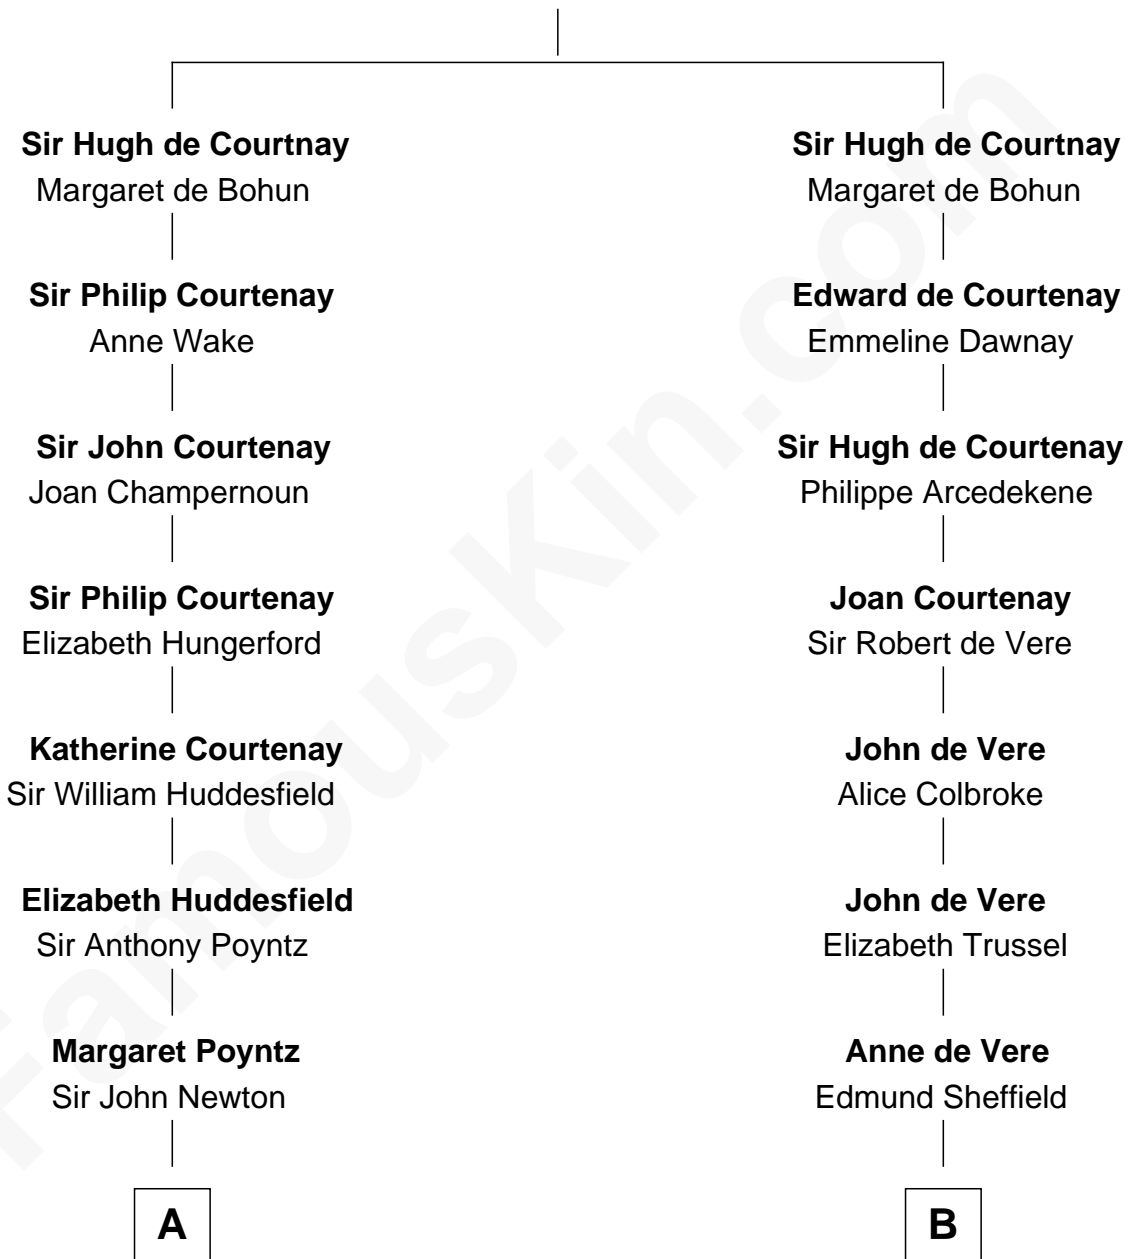 Sir Hugh de Courtnay
Margaret de Bohun
Sir Philip Courtenay
Anne Wake
Sir John Courtenay
Joan Champernoun
Sir Philip Courtenay
Elizabeth Hungerford
Katherine Courtenay
Sir William Huddesfield
Elizabeth Huddesfield
Sir Anthony Poyntz
Margaret Poyntz
Sir John Newton
A
Sir Hugh de Courtnay
Margaret de Bohun
Edward de Courtenay
Emmeline Dawnay
Sir Hugh de Courtenay
Philippe Arcedekene
Joan Courtenay
Sir Robert de Vere
John de Vere
Alice Colbroke
John de Vere
Elizabeth Trussel
Anne de Vere
Edmund Sheffield
B
FamousKin.com